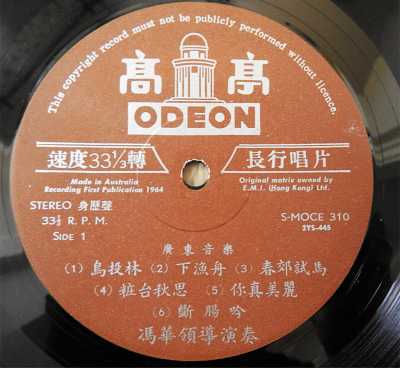 This copyright record must not be publicly performed without licence.
高亭
ODEON
速度33⅓轉
長行唱片
Made in Australia
Recording First Publication 1964
Original matrix owned by
E.M.I. (Hong Kong) Ltd.
STEREO 身歷聲
33⅓ R.P.M.
SIDE 1
S-MOCE 310
2YS-445
廣東音樂
(1) 烏投林 (2) 下漁舟 (3) 春郊試馬
(4) 粧台秋思 (5) 你真美麗
(6) 斷腸吟
馮華領導演奏